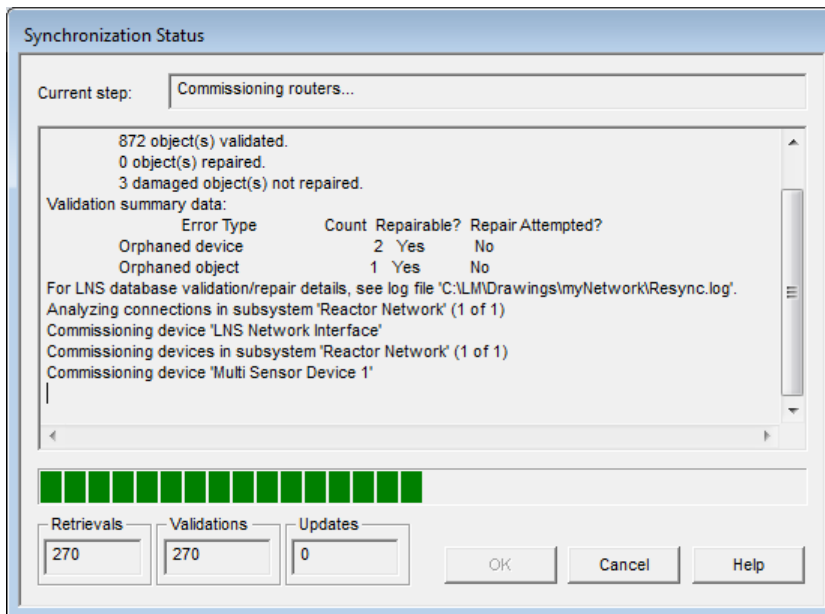 Synchronization Status
Current step: Commissioning routers...
872 object(s) validated.
0 object(s) repaired.
3 damaged object(s) not repaired.
Validation summary data:
Error Type Count Repairable? Repair Attempted?
Orphaned device 2 Yes No
Orphaned object 1 Yes No
For LNS database validation/repair details, see log file 'C:\LM\Drawings\myNetwork\Resync.log'.
Analyzing connections in subsystem 'Reactor Network' (1 of 1)
Commissioning device 'LNS Network Interface'
Commissioning devices in subsystem 'Reactor Network' (1 of 1)
Commissioning device 'Multi Sensor Device 1'
Retrievals Validations Updates
270 270 0 OK Cancel Help